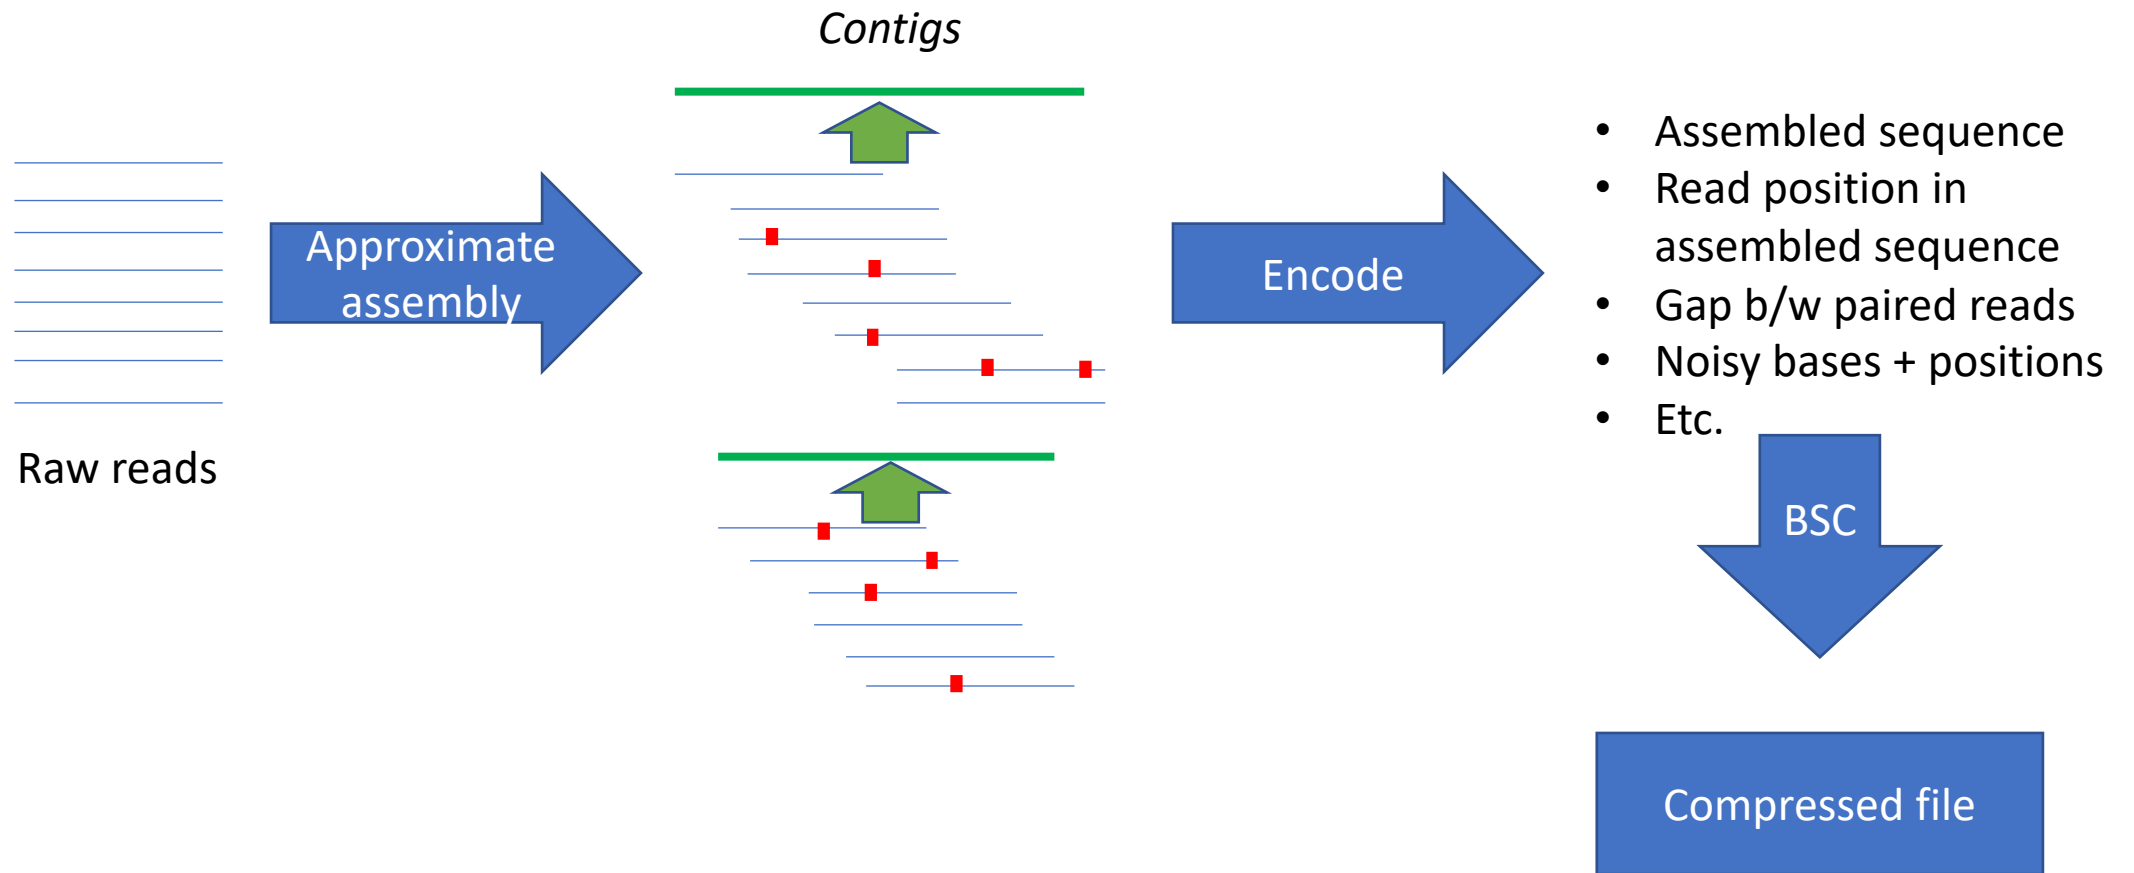 Contigs
Raw reads
Approximate
assembly
Encode
• Assembled sequence
• Read position in
assembled sequence
• Gap b/w paired reads
• Noisy bases + positions
• Etc.
BSC
Compressed file